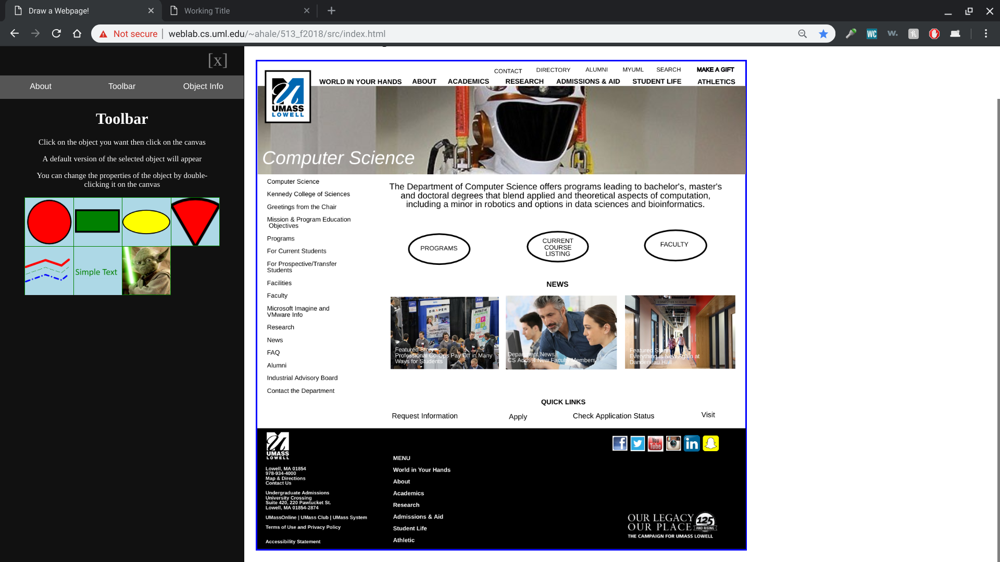 Draw a Webpage!
Working Title
Not secure
weblab.cs.uml.edu/~ahale/513_f2018/src/index.html
WC
w.
h
[x]
About
Toolbar
Object Info
Toolbar
Click on the object you want then click on the canvas
A default version of the selected object will appear
You can change the properties of the object by double-
clicking it on the canvas
Simple Text
CONTACT
DIRECTORY
ALUMNI
MYUML
SEARCH
MAKE A GIFT
WORLD IN YOUR HANDS
ABOUT
ACADEMICS
RESEARCH
ADMISSIONS & AID
STUDENT LIFE
ATHLETICS
UMASS
LOWELL
Computer Science
Computer Science
Kennedy College of Sciences
Greetings from the Chair
Mission & Program Education
Objectives
Programs
For Current Students
For Prospective/Transfer
Students
Facilities
Faculty
Microsoft Imagine and
VMware Info
Research
News
FAQ
Alumni
Industrial Advisory Board
Contact the Department
The Department of Computer Science offers programs leading to bachelor's, master's
and doctoral degrees that blend applied and theoretical aspects of computation,
including a minor in robotics and options in data sciences and bioinformatics.
PROGRAMS
CURRENT
COURSE
LISTING
FACULTY
NEWS
211
209
DRAPER
Featured Story
Professional Co-Ops Pay Off in Many
Ways for Students
Department News
CS Adds 4 New Faculty Members
COMPUTER SCIENCE
Featured Story
Everything is New Again at
Dandeneau Hall
QUICK LINKS
Request Information
Apply
Check Application Status
Visit
UMASS
LOWELL
Lowell, MA 01854
978-934-4000
Map & Directions
Contact Us
Undergraduate Admissions
University Crossing
Suite 420, 220 Pawtucket St.
Lowell, MA 01854-2874
UMassOnline | UMass Club | UMass System
Terms of Use and Privacy Policy
Accessibility Statement
MENU
World in Your Hands
About
Academics
Research
Admissions & Aid
Student Life
Athletic
f
You
Tube
in
OUR LEGACY
OUR PLACE
125
AND RISING
THE CAMPAIGN FOR UMASS LOWELL